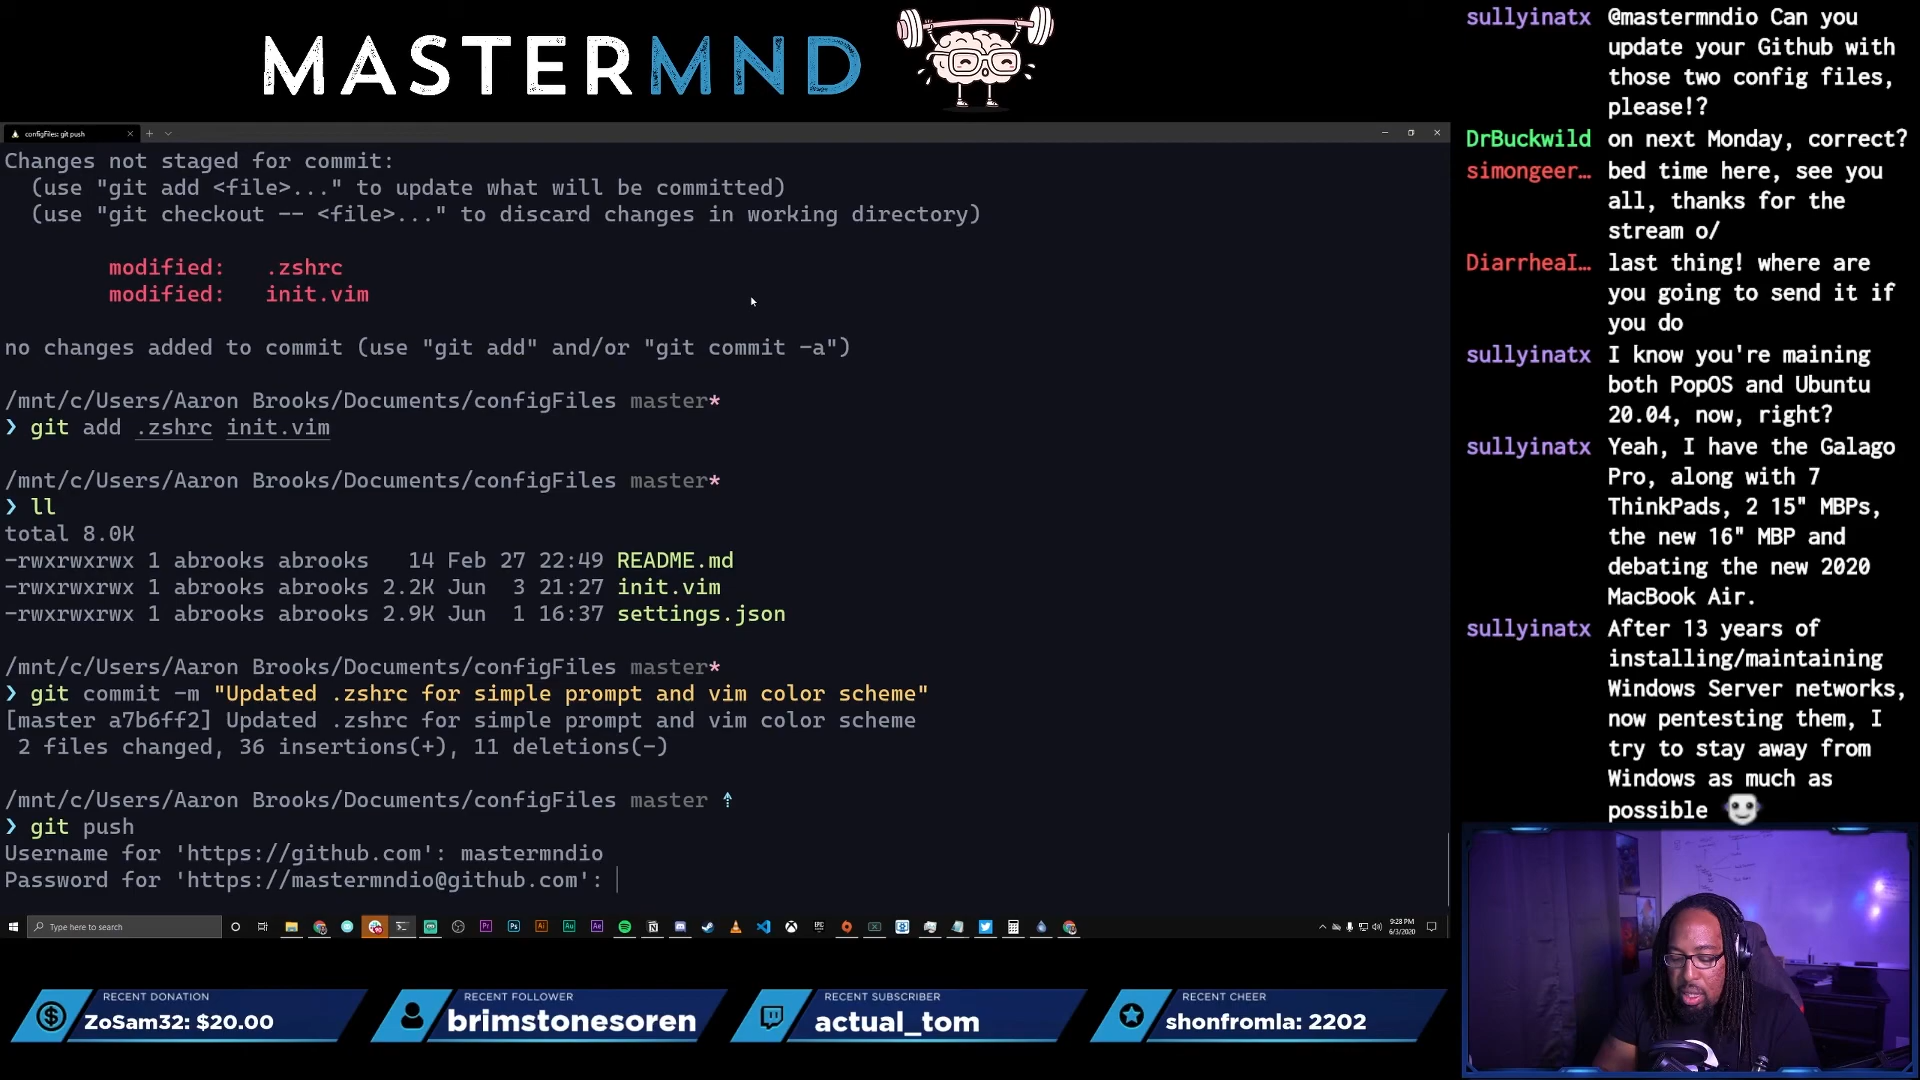 MASTERMND
configFiles: git push
Changes not staged for commit:
(use "git add <file>..." to update what will be committed)
(use "git checkout -- <file>..." to discard changes in working directory)
modified: .zshrc
modified: init.vim
no changes added to commit (use "git add" and/or "git commit -a")
/mnt/c/Users/Aaron Brooks/Documents/configFiles master*
❯ git add .zshrc init.vim
/mnt/c/Users/Aaron Brooks/Documents/configFiles master*
❯ ll
total 8.0K
-rwxrwxrwx 1 abrooks abrooks 14 Feb 27 22:49 README.md
-rwxrwxrwx 1 abrooks abrooks 2.2K Jun 3 21:27 init.vim
-rwxrwxrwx 1 abrooks abrooks 2.9K Jun 1 16:37 settings.json
/mnt/c/Users/Aaron Brooks/Documents/configFiles master*
❯ git commit -m "Updated .zshrc for simple prompt and vim color scheme"
[master a7b6ff2] Updated .zshrc for simple prompt and vim color scheme
2 files changed, 36 insertions(+), 11 deletions(-)
/mnt/c/Users/Aaron Brooks/Documents/configFiles master ⇡
❯ git push
Username for 'https://github.com': mastermndio
Password for 'https://mastermndio@github.com':
Type here to search
9:28 PM
6/3/2020
sullyinatx @mastermndio Can you
update your Github with
those two config files,
please!?
DrBuckwild on next Monday, correct?
simongeer… bed time here, see you
all, thanks for the
stream o/
DiarrheaI… last thing! where are
you going to send it if
you do
sullyinatx I know you're maining
both PopOS and Ubuntu
20.04, now, right?
sullyinatx Yeah, I have the Galago
Pro, along with 7
ThinkPads, 2 15" MBPs,
the new 16" MBP and
debating the new 2020
MacBook Air.
sullyinatx After 13 years of
installing/maintaining
Windows Server networks,
now pentesting them, I
try to stay away from
Windows as much as
possible
RECENT DONATION
ZoSam32: $20.00
RECENT FOLLOWER
brimstonesoren
RECENT SUBSCRIBER
actual_tom
RECENT CHEER
shonfromla: 2202